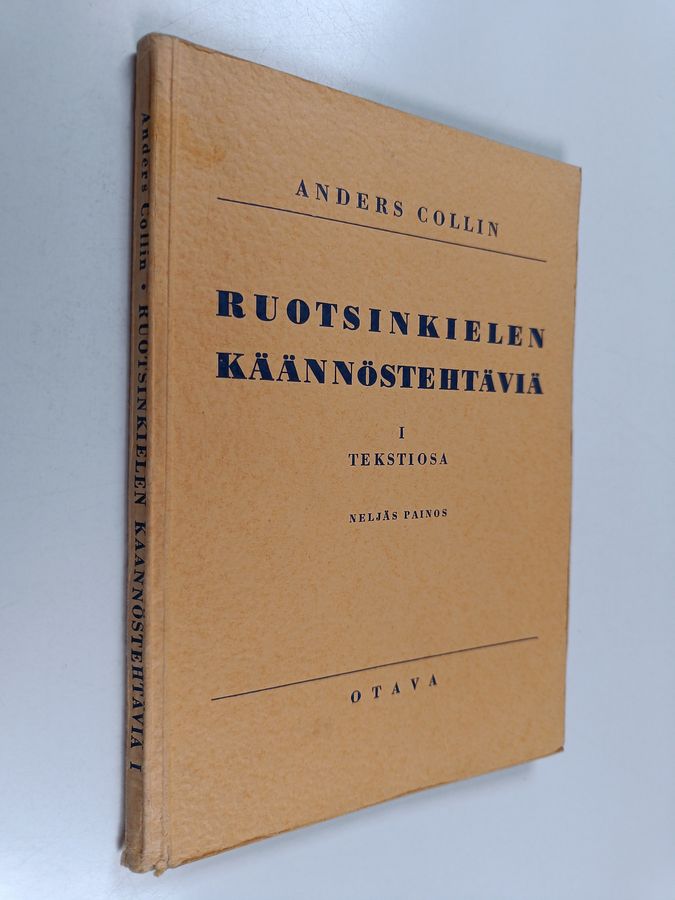 ANDERS COLLIN
RUOTSINKIELEN
KÄÄNNÖSTEHTÄVIÄ
I
TEKSTIOSA
NELJÄS PAINOS
OTAVA
Anders Collin • RUOTSINKIELEN KÄÄNNÖSTEHTÄVIÄ I